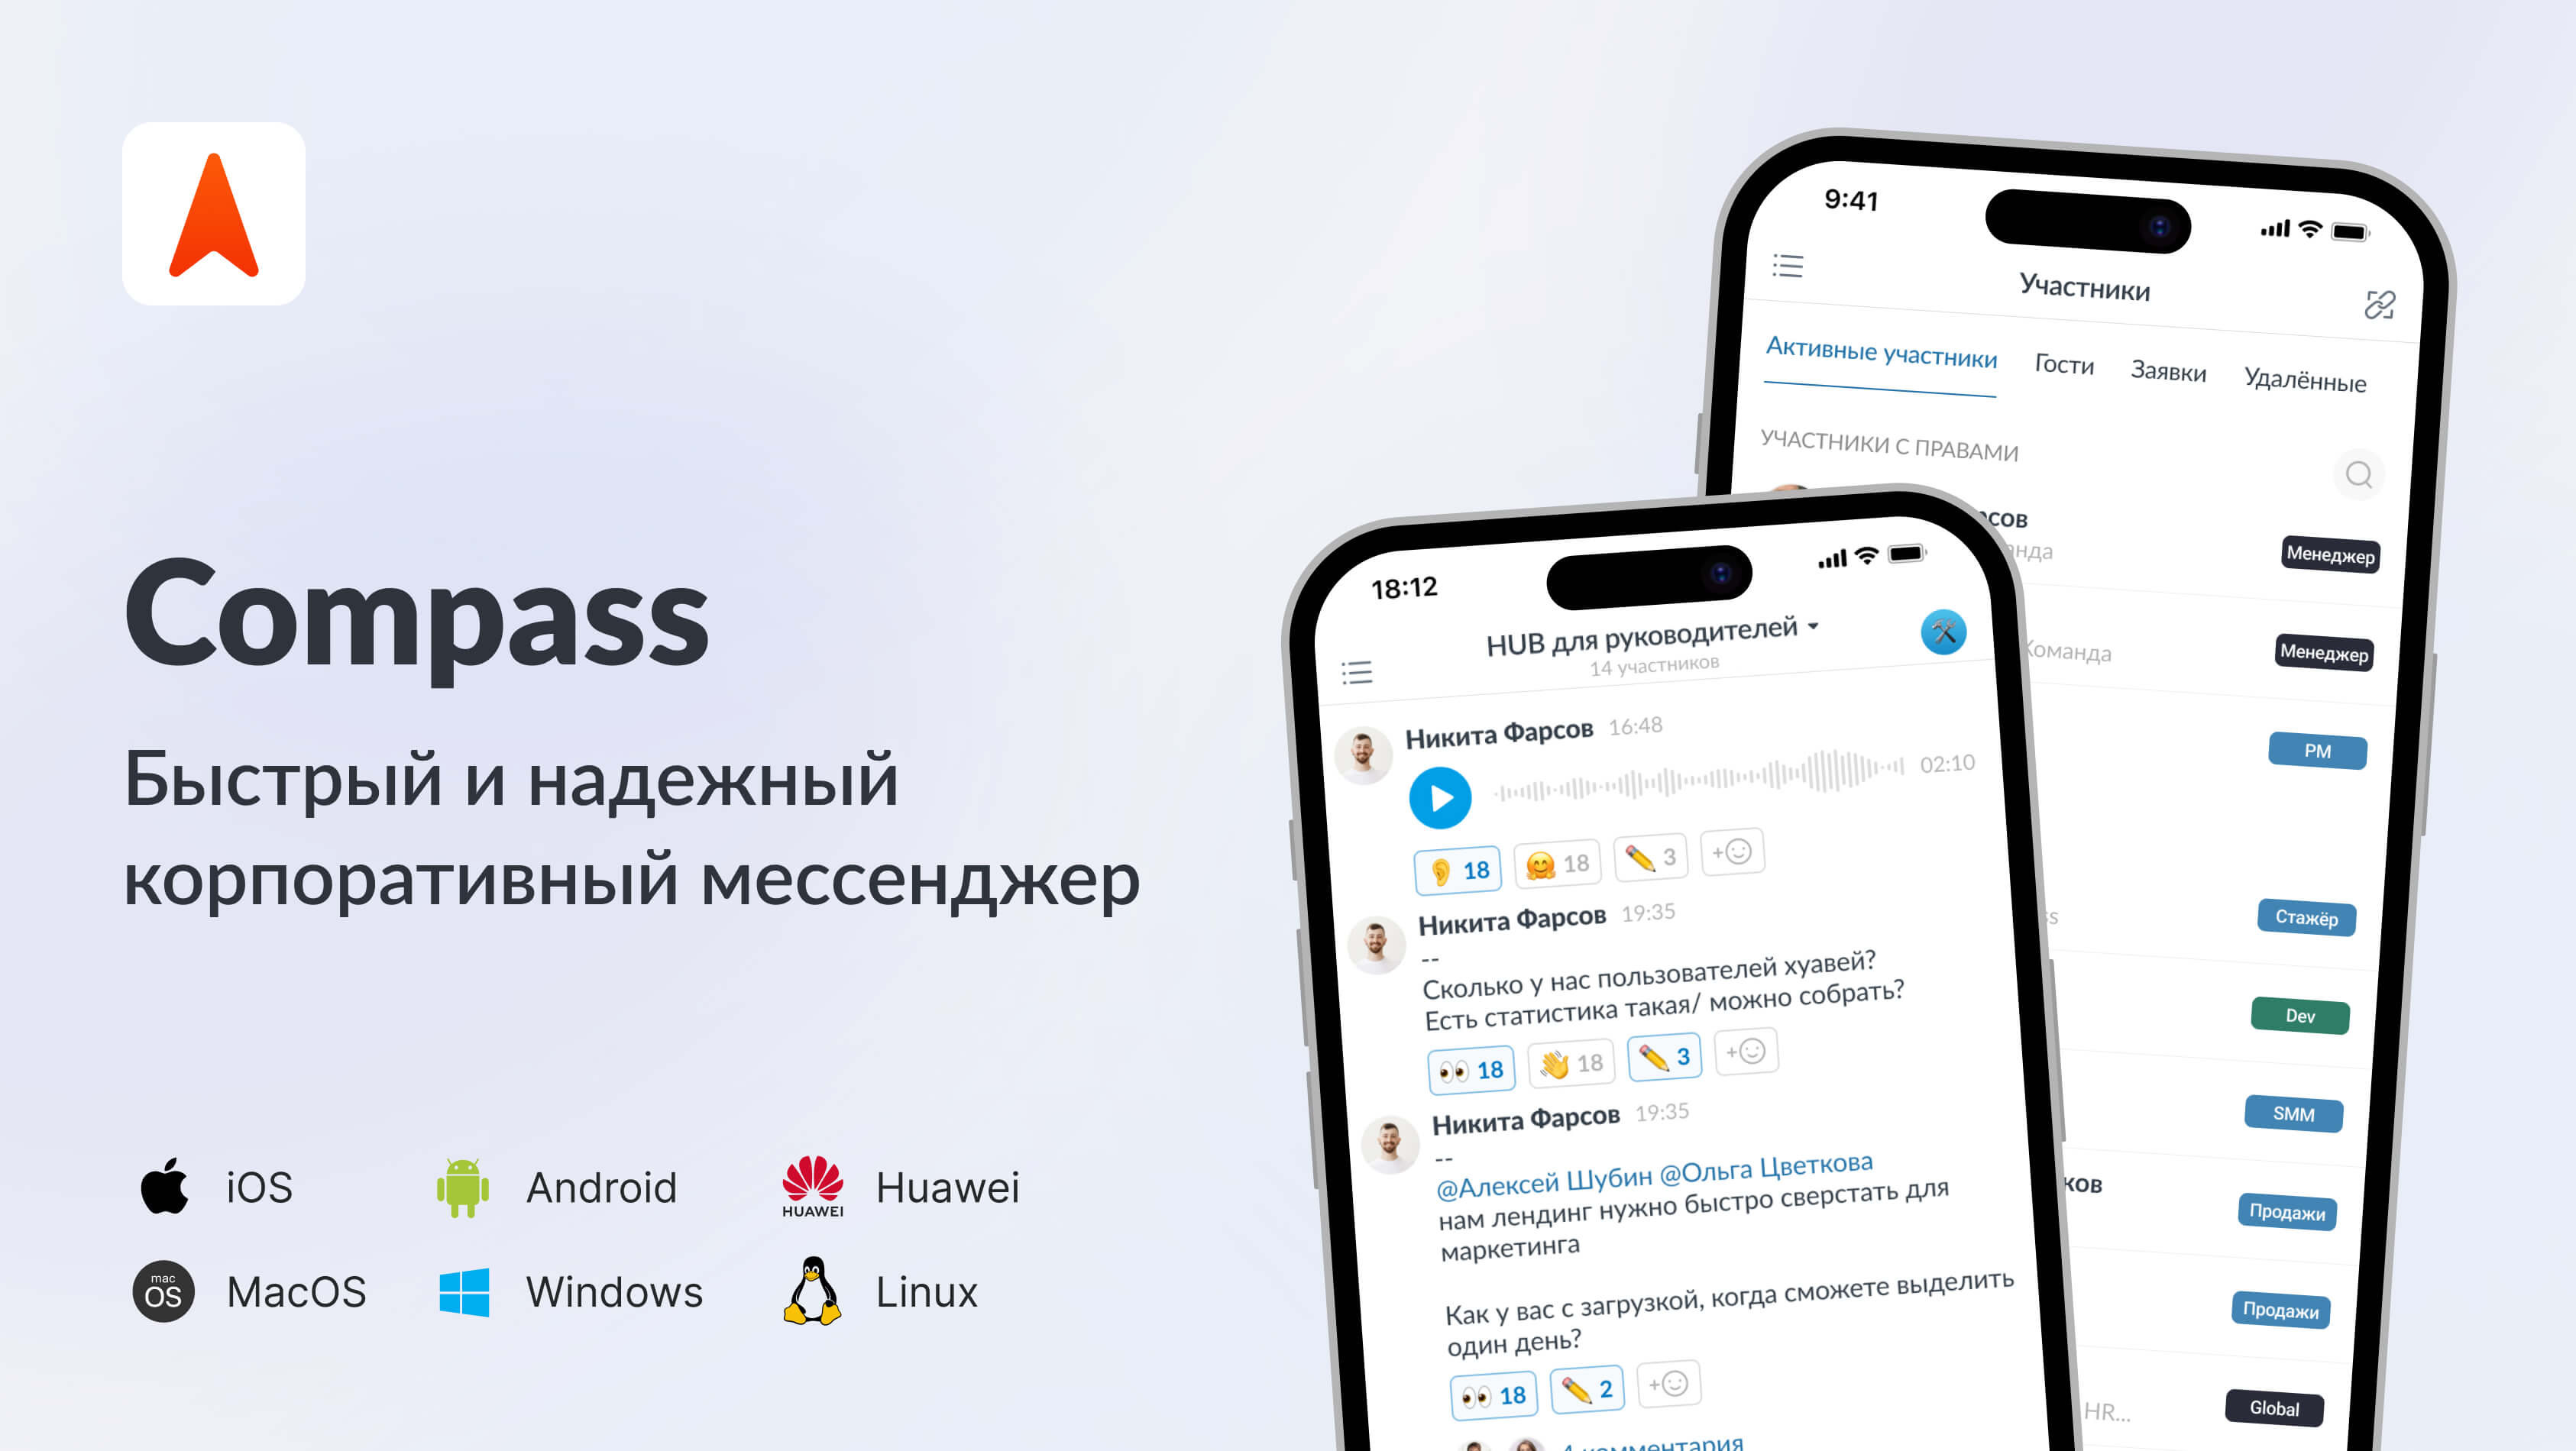 Compass
Быстрый и надежный
корпоративный мессенджер
iOS
Android
HUAWEI
Huawei
mac
OS
MacOS
Windows
Linux
18:12
HUB для руководителей
14 участников
Никита Фарсов 16:48
02:10
18 18 3 +
Никита Фарсов 19:35
--
Сколько у нас пользователей хуавей?
Есть статистика такая/ можно собрать?
18 18 3 +
Никита Фарсов 19:35
--
@Алексей Шубин @Ольга Цветкова
нам лендинг нужно быстро сверстать для
маркетинга
Как у вас с загрузкой, когда сможете выделить
один день?
18 2 +
4 комментария
9:41
Участники
Активные участники Гости Заявки Удалённые
УЧАСТНИКИ С ПРАВАМИ
Менеджер
Команда
Менеджер
PM
Стажёр
Dev
SMM
Продажи
Продажи
HR...
Global